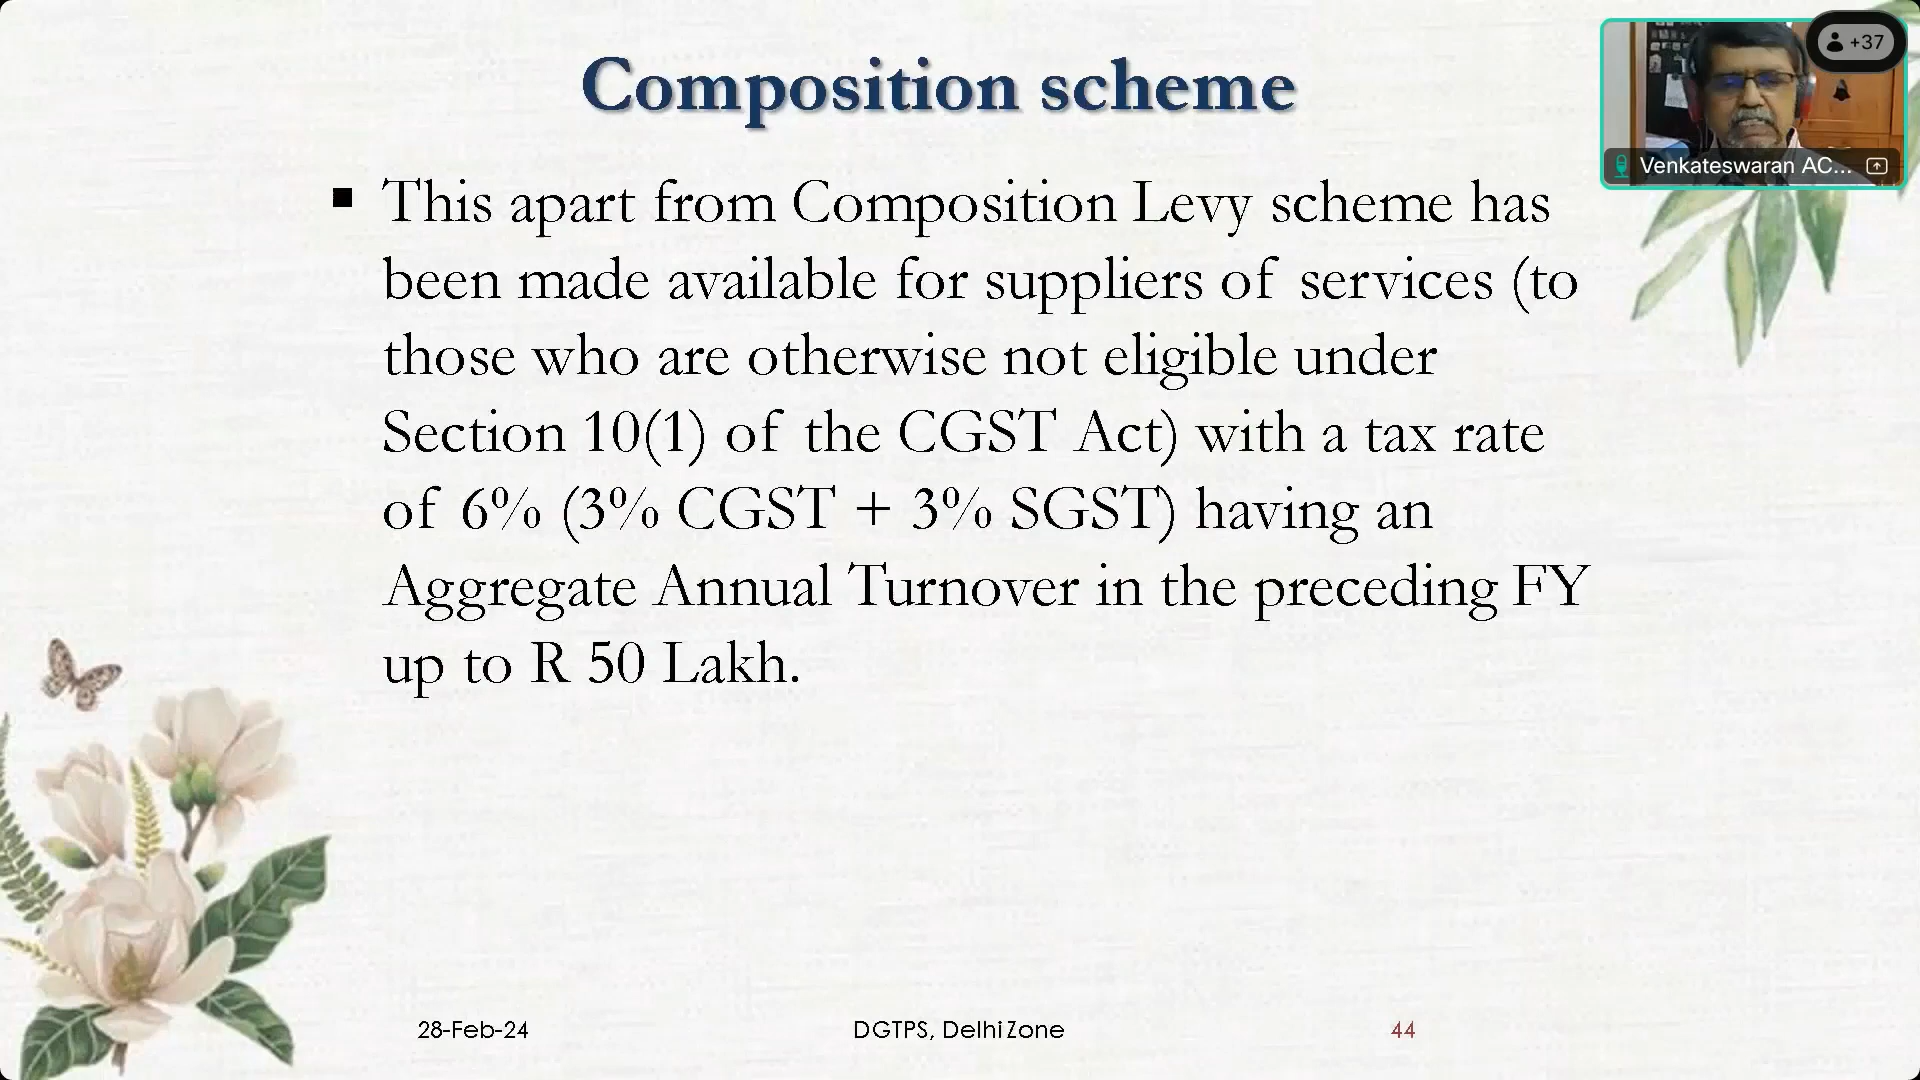 Composition scheme
+37
Venkateswaran AC...
▪ This apart from Composition Levy scheme has
been made available for suppliers of services (to
those who are otherwise not eligible under
Section 10(1) of the CGST Act) with a tax rate
of 6% (3% CGST + 3% SGST) having an
Aggregate Annual Turnover in the preceding FY
up to R 50 Lakh.
28-Feb-24 DGTPS, Delhi Zone 44